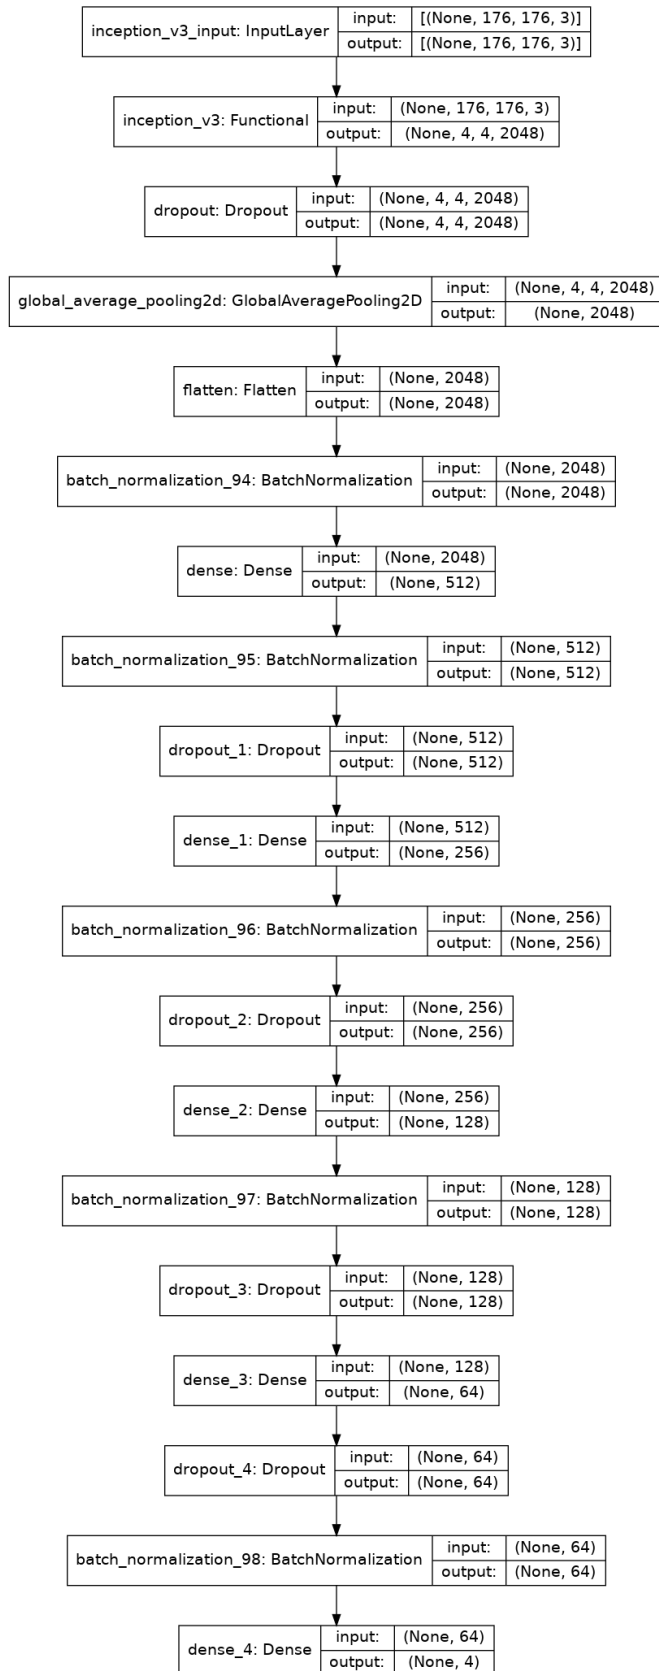 inception_v3_input: InputLayer input: [(None, 176, 176, 3)]
output: [(None, 176, 176, 3)]
inception_v3: Functional input: (None, 176, 176, 3)
output: (None, 4, 4, 2048)
dropout: Dropout input: (None, 4, 4, 2048)
output: (None, 4, 4, 2048)
global_average_pooling2d: GlobalAveragePooling2D input: (None, 4, 4, 2048)
output: (None, 2048)
flatten: Flatten input: (None, 2048)
output: (None, 2048)
batch_normalization_94: BatchNormalization input: (None, 2048)
output: (None, 2048)
dense: Dense input: (None, 2048)
output: (None, 512)
batch_normalization_95: BatchNormalization input: (None, 512)
output: (None, 512)
dropout_1: Dropout input: (None, 512)
output: (None, 512)
dense_1: Dense input: (None, 512)
output: (None, 256)
batch_normalization_96: BatchNormalization input: (None, 256)
output: (None, 256)
dropout_2: Dropout input: (None, 256)
output: (None, 256)
dense_2: Dense input: (None, 256)
output: (None, 128)
batch_normalization_97: BatchNormalization input: (None, 128)
output: (None, 128)
dropout_3: Dropout input: (None, 128)
output: (None, 128)
dense_3: Dense input: (None, 128)
output: (None, 64)
dropout_4: Dropout input: (None, 64)
output: (None, 64)
batch_normalization_98: BatchNormalization input: (None, 64)
output: (None, 64)
dense_4: Dense input: (None, 64)
output: (None, 4)